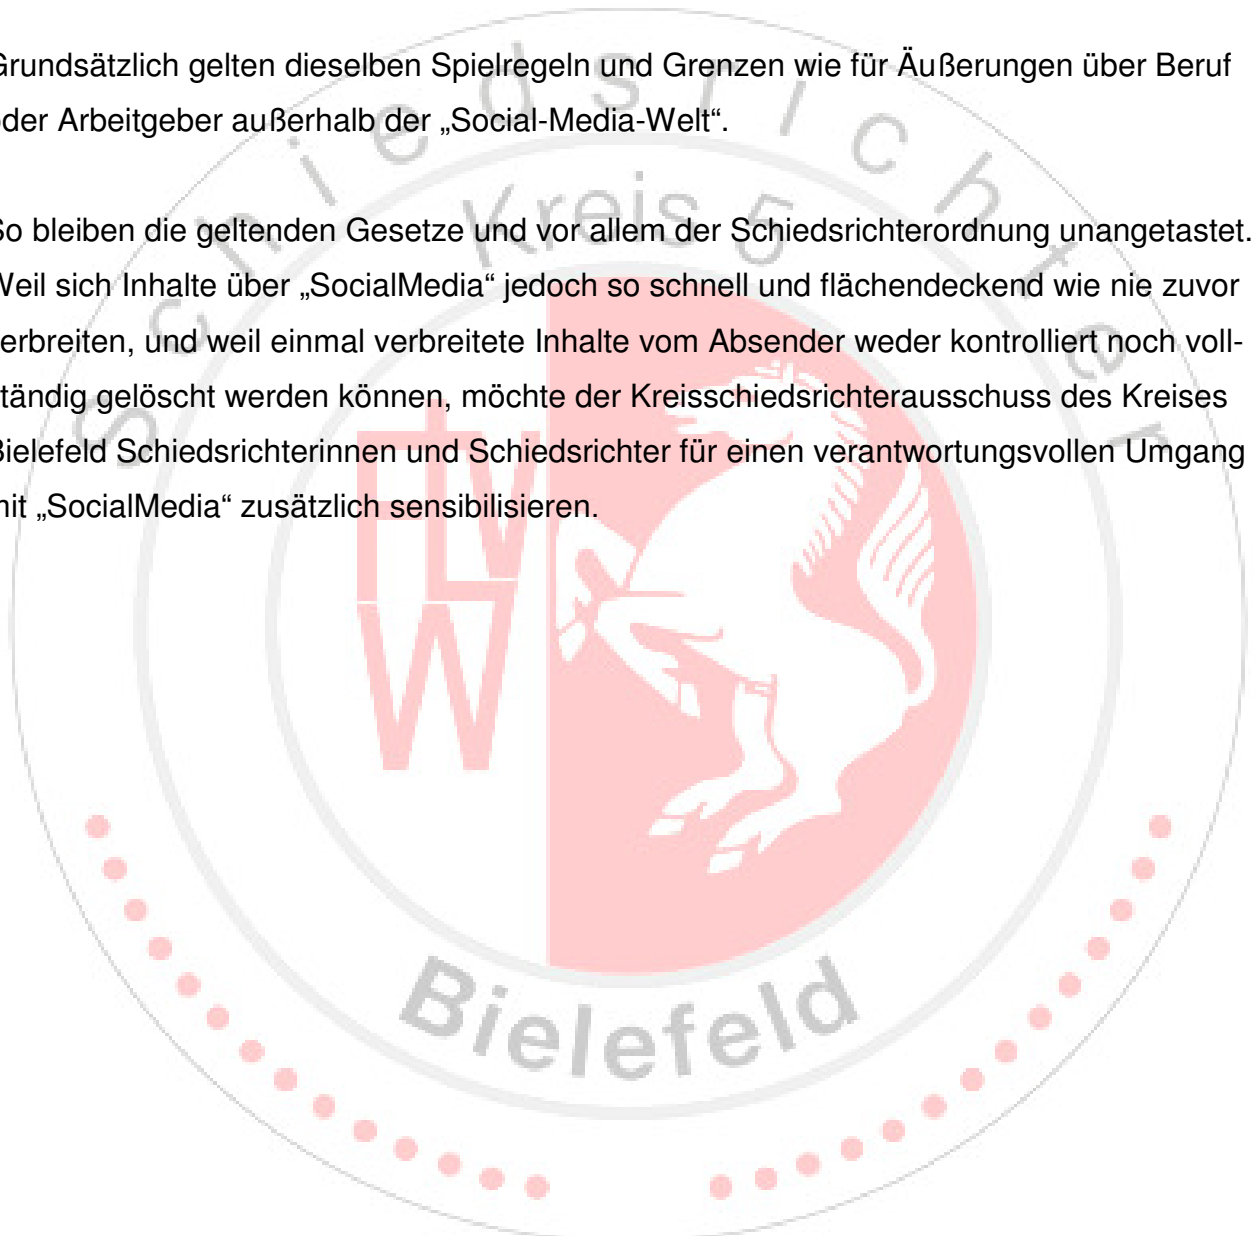 Grundsätzlich gelten dieselben Spielregeln und Grenzen wie für Äußerungen über Beruf
oder Arbeitgeber außerhalb der „Social-Media-Welt“.
So bleiben die geltenden Gesetze und vor allem der Schiedsrichterordnung unangetastet.
Weil sich Inhalte über „SocialMedia“ jedoch so schnell und flächendeckend wie nie zuvor
verbreiten, und weil einmal verbreitete Inhalte vom Absender weder kontrolliert noch voll-
ständig gelöscht werden können, möchte der Kreisschiedsrichterausschuss des Kreises
Bielefeld Schiedsrichterinnen und Schiedsrichter für einen verantwortungsvollen Umgang
mit „SocialMedia“ zusätzlich sensibilisieren.
Schiedsrichter
Kreis 5
FLVW
Bielefeld